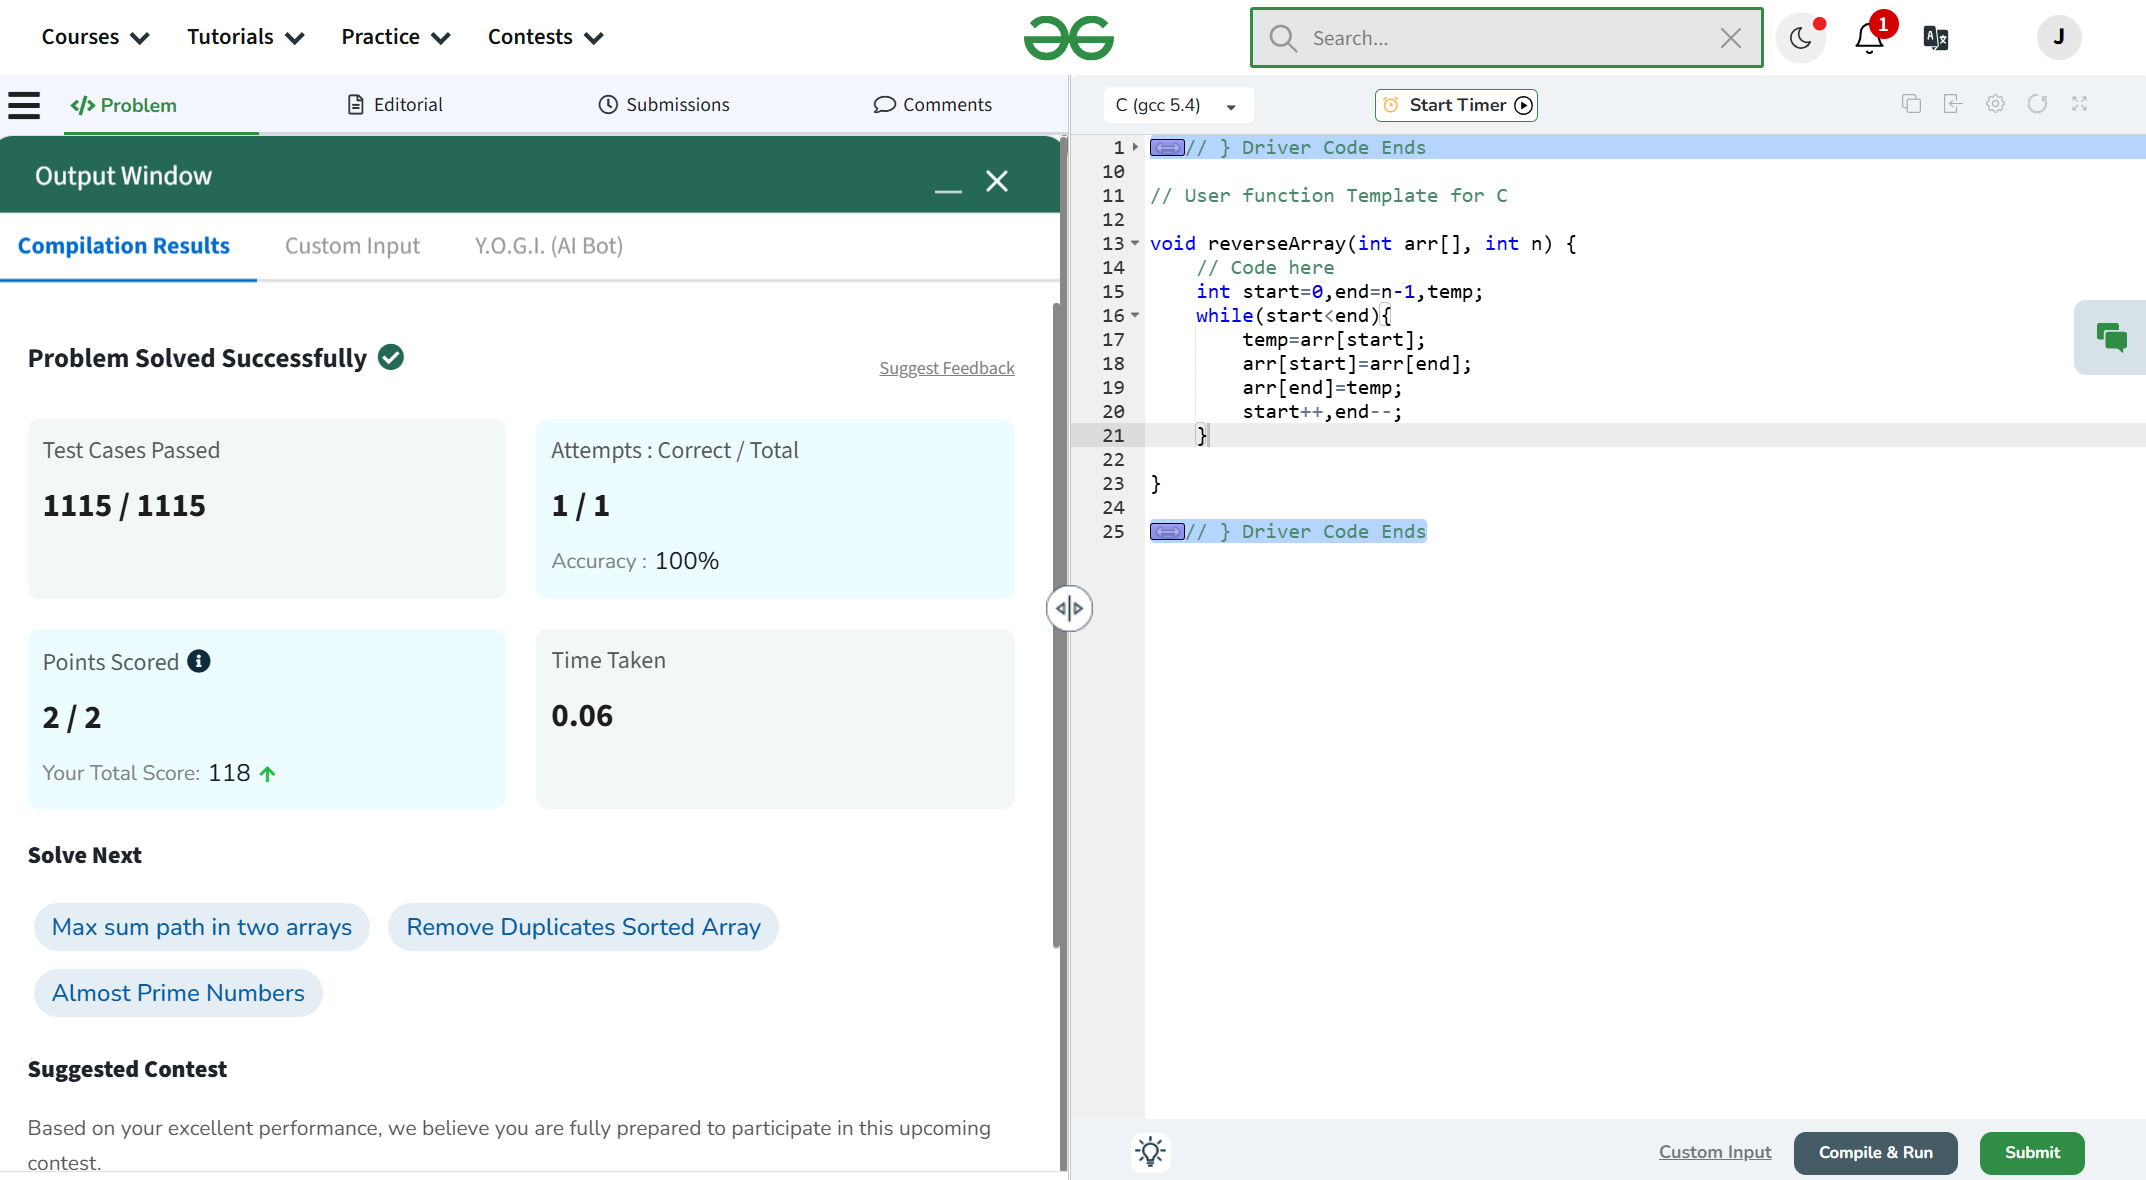 Courses Tutorials Practice Contests
Search...
1
J
</> Problem Editorial Submissions Comments
Output Window
Compilation Results Custom Input Y.O.G.I. (AI Bot)
Problem Solved Successfully
Suggest Feedback
Test Cases Passed
1115 / 1115
Attempts : Correct / Total
1 / 1
Accuracy : 100%
Points Scored
2 / 2
Your Total Score: 118
Time Taken
0.06
Solve Next
Max sum path in two arrays
Remove Duplicates Sorted Array
Almost Prime Numbers
Suggested Contest
Based on your excellent performance, we believe you are fully prepared to participate in this upcoming
contest.
C (gcc 5.4) Start Timer
1 // } Driver Code Ends
10
11 // User function Template for C
12
13 void reverseArray(int arr[], int n) {
14 // Code here
15 int start=0,end=n-1,temp;
16 while(start<end){
17 temp=arr[start];
18 arr[start]=arr[end];
19 arr[end]=temp;
20 start++,end--;
21 }
22
23 }
24
25 // } Driver Code Ends
Custom Input Compile & Run Submit